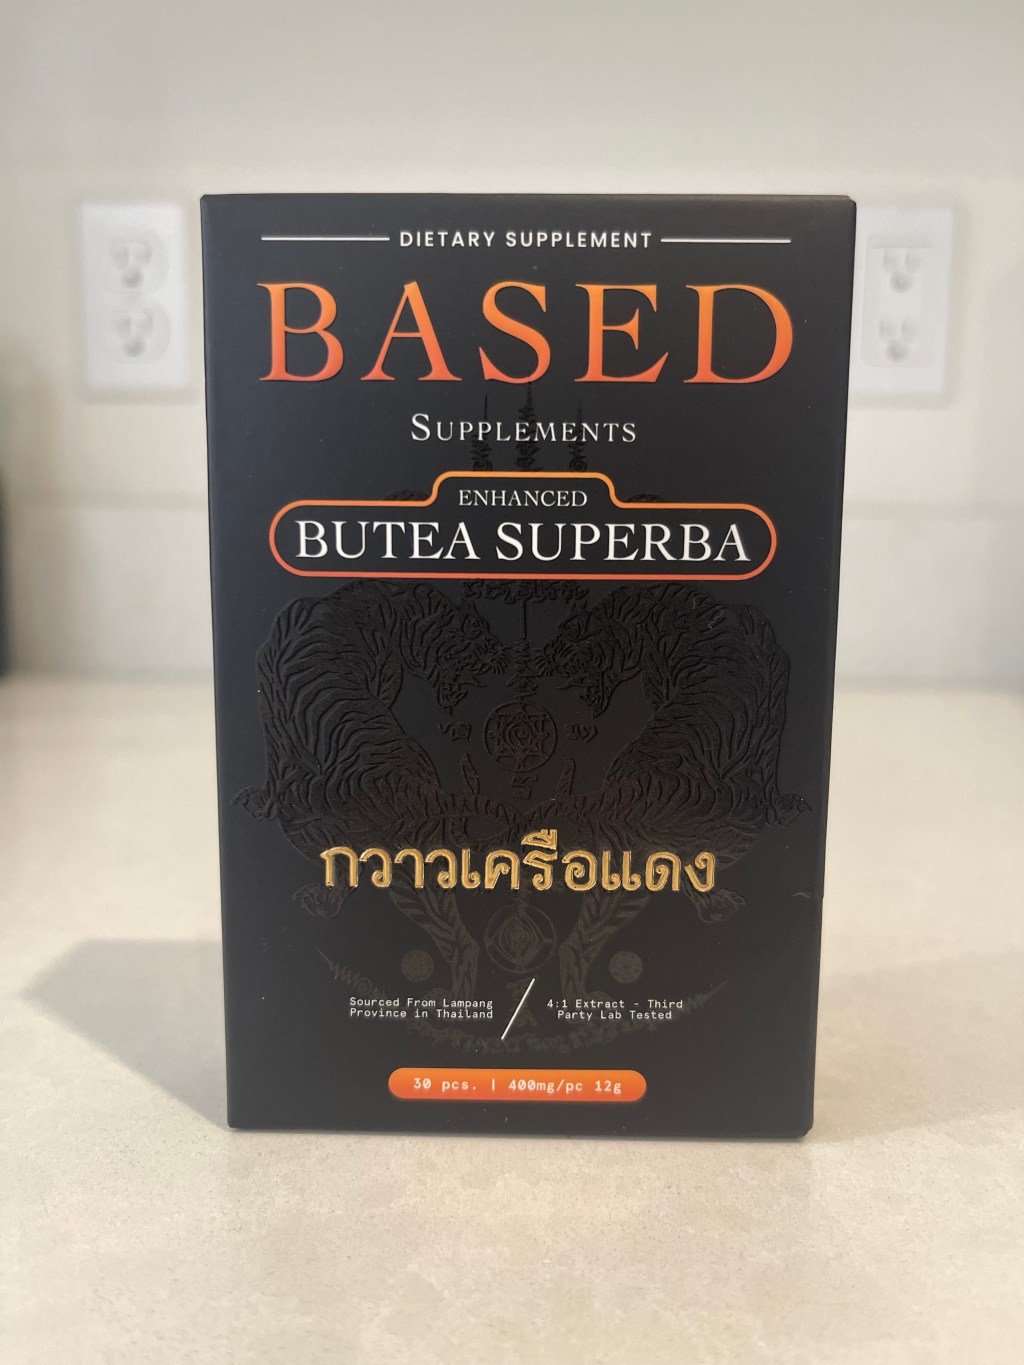 DIETARY SUPPLEMENT
BASED
SUPPLEMENTS
ENHANCED
BUTEA SUPERBA
กวาวเครือแดง
Sourced From Lampang
Province in Thailand
4:1 Extract - Third
Party Lab Tested
30 pcs. | 400mg/pc 12g